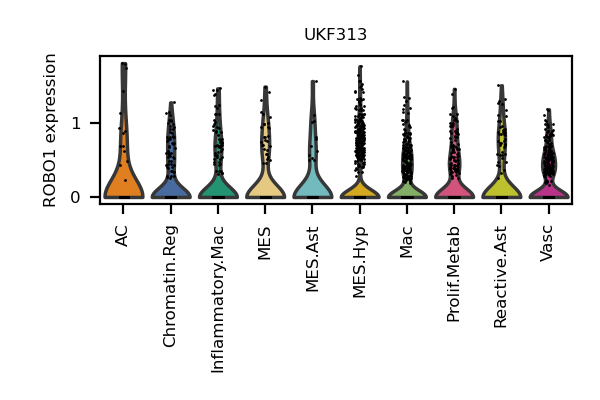 UKF313
ROBO1 expression
1
0
AC
Chromatin.Reg
Inflammatory.Mac
MES
MES.Ast
MES.Hyp
Mac
Prolif.Metab
Reactive.Ast
Vasc